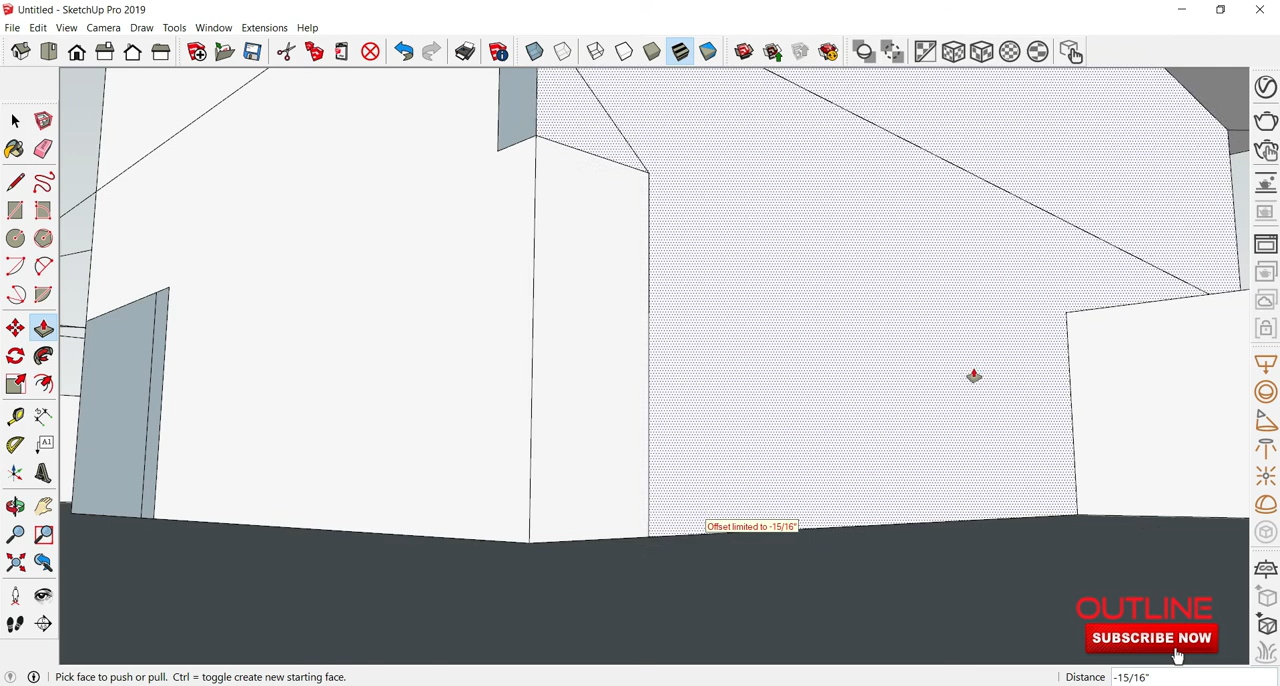 Untitled - SketchUp Pro 2019
File Edit View Camera Draw Tools Window Extensions Help
A1
Offset limited to -15/16"
OUTLINE
SUBSCRIBE NOW
Pick face to push or pull. Ctrl = toggle create new starting face.
Distance -15/16"